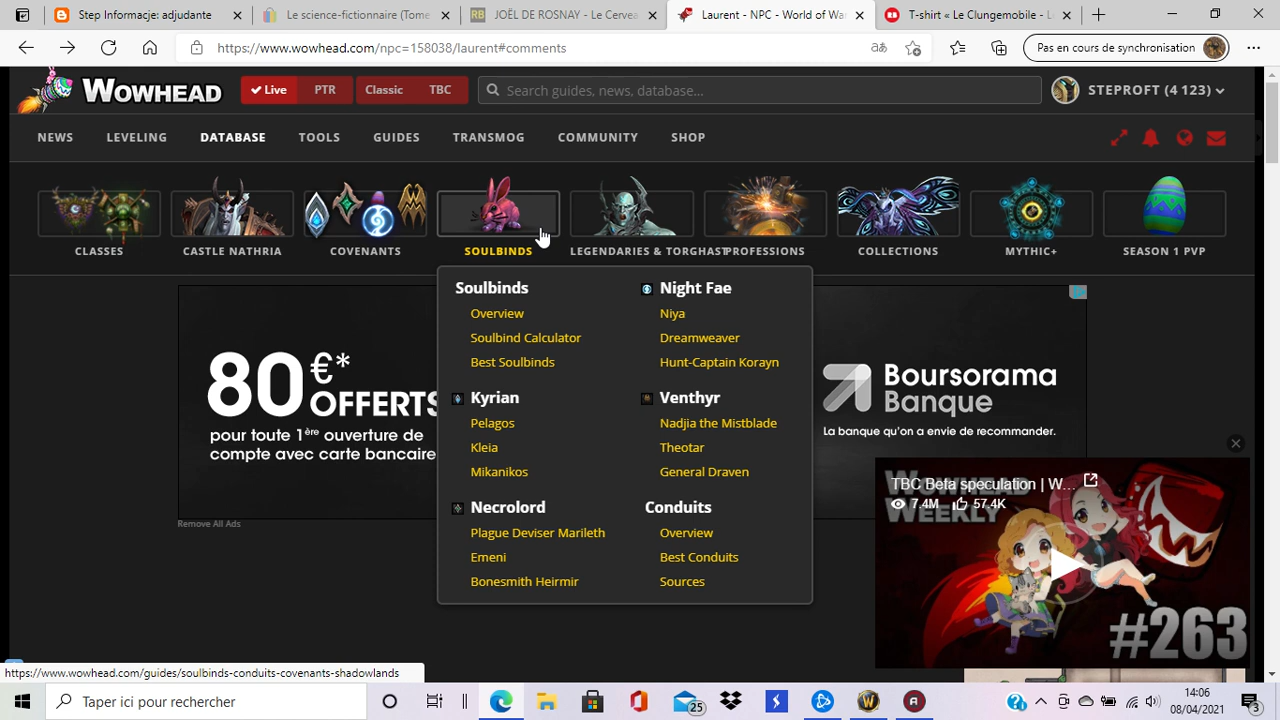 Step Informaçic adjudante
Le science-fictionnaire (Tome
JOËL DE ROSNAY - Le Cervea
Laurent - NPC - World of Wa
T-shirt « Le Clungemobile -
https://www.wowhead.com/npc=158038/laurent#comments
Pas en cours de synchronisation
WOWHEAD
Live
PTR
Classic
TBC
Search guides, news, database...
STEPROFT (4 123)
NEWS
LEVELING
DATABASE
TOOLS
GUIDES
TRANSMOG
COMMUNITY
SHOP
CLASSES
CASTLE NATHRIA
COVENANTS
SOULBINDS
LEGENDARIES & TORGHAST
PROFESSIONS
COLLECTIONS
MYTHIC+
SEASON 1 PVP
Soulbinds
Overview
Soulbind Calculator
Best Soulbinds
Night Fae
Niya
Dreamweaver
Hunt-Captain Korayn
Kyrian
Pelagos
Kleia
Mikanikos
Venthyr
Nadjia the Mistblade
Theotar
General Draven
Necrolord
Plague Deviser Marileth
Emeni
Bonesmith Heirmir
Conduits
Overview
Best Conduits
Sources
80 €*
OFFERTS
pour toute 1ère ouverture de
compte avec carte bancaire
Boursorama
Banque
La banque qu'on a envie de recommander.
Remove All Ads
TBC Beta speculation | W...
7.4M 57.4K
WOWHEAD
WEEKLY
#263
https://www.wowhead.com/guides/soulbinds-conduits-covenants-shadowlands
Taper ici pour rechercher
25
14:06
08/04/2021
3